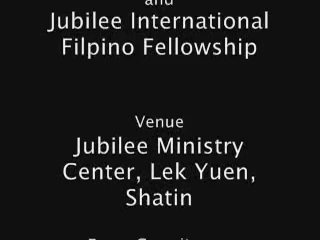 and
Jubilee International
Filpino Fellowship
Venue
Jubilee Ministry
Center, Lek Yuen,
Shatin